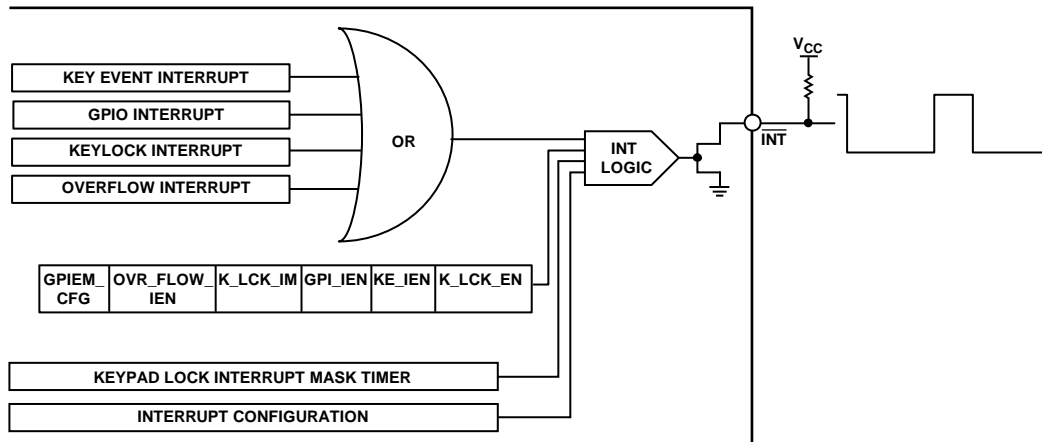 VCC
KEY EVENT INTERRUPT
GPIO INTERRUPT
KEYLOCK INTERRUPT
OVERFLOW INTERRUPT
OR
INT
LOGIC
INT
GPIEM_
CFG
OVR_FLOW_
IEN
K_LCK_IM
GPI_IEN
KE_IEN
K_LCK_EN
KEYPAD LOCK INTERRUPT MASK TIMER
INTERRUPT CONFIGURATION